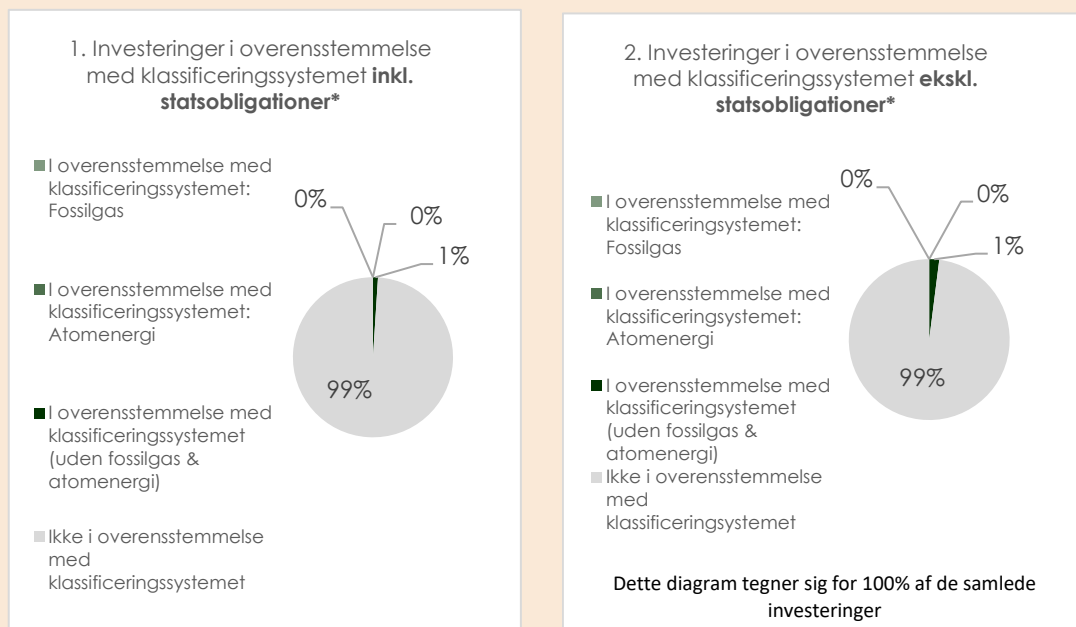 1. Investeringer i overensstemmelse
med klassificeringssystemet inkl.
statsobligationer*
I overensstemmelse med
klassificeringssystemet:
Fossilgas
I overensstemmelse med
klassificeringssystemet:
Atomenergi
I overensstemmelse med
klassificeringssystemet
(uden fossilgas &
atomenergi)
Ikke i overensstemmelse
med
klassificeringsystemet
0%
0%
1%
99%
2. Investeringer i overensstemmelse
med klassificeringssystemet ekskl.
statsobligationer*
I overensstemmelse med
klassificeringsystemet:
Fossilgas
I overensstemmelse med
klassificeringssystemet:
Atomenergi
I overensstemmelse med
klassificeringssystemet
(uden fossilgas &
atomenergi)
Ikke i overensstemmelse
med
klassificeringsystemet
0%
0%
1%
99%
Dette diagram tegner sig for 100% af de samlede
investeringer